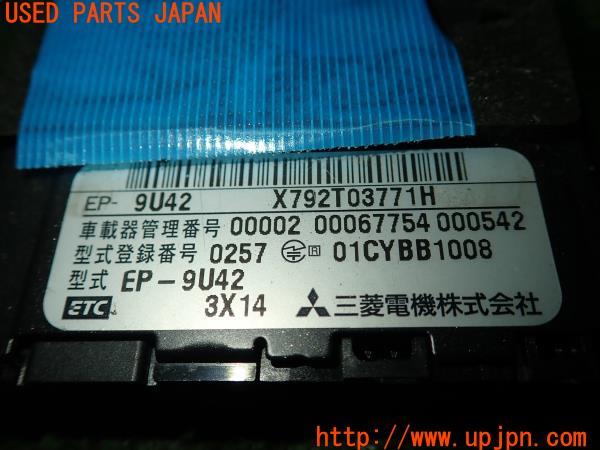 USED PARTS JAPAN
EP- 9U42 X792T03771H
車載器管理番号 00002 00067754 000542
型式登録番号 0257 R 01CYBB1008
型式 EP-9U42
ETC 3X14 三菱電機株式会社
http://www.upjpn.com/